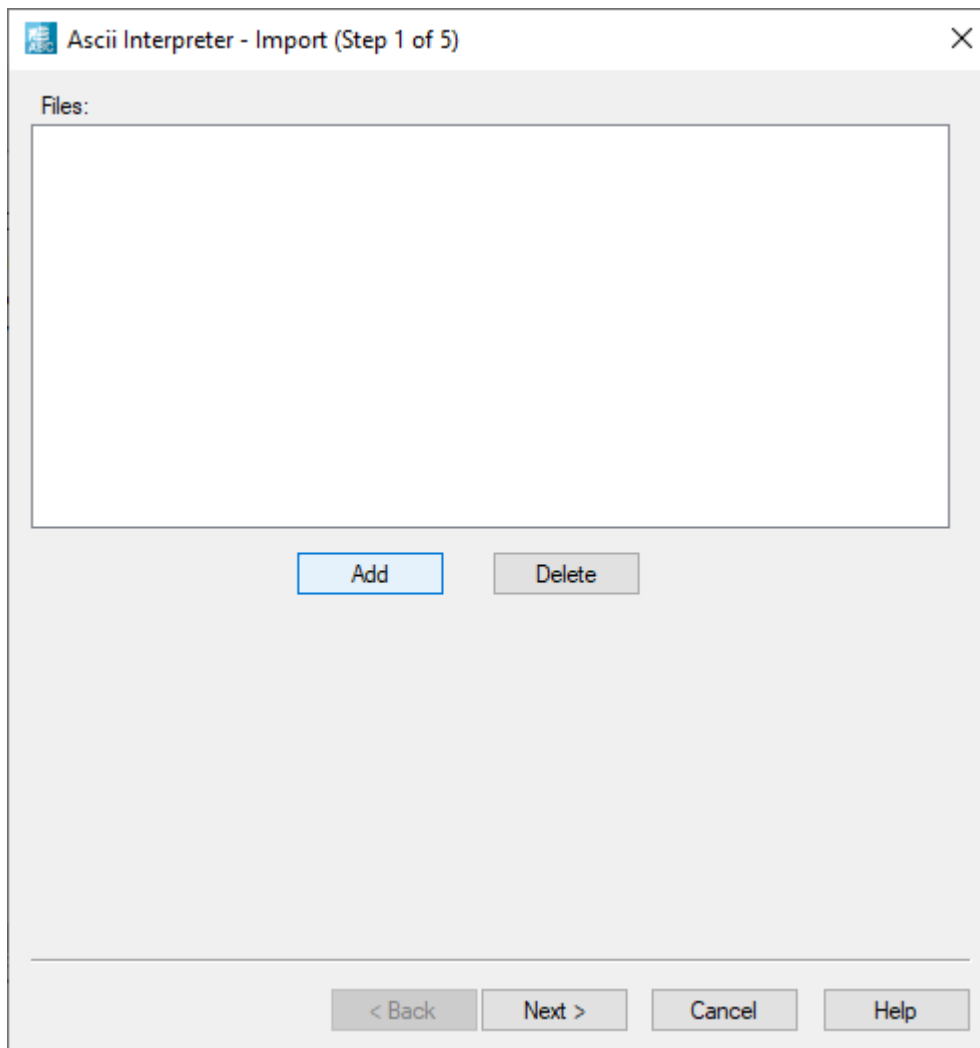 Ascii Interpreter - Import (Step 1 of 5)
Files:
Add Delete
< Back Next > Cancel Help